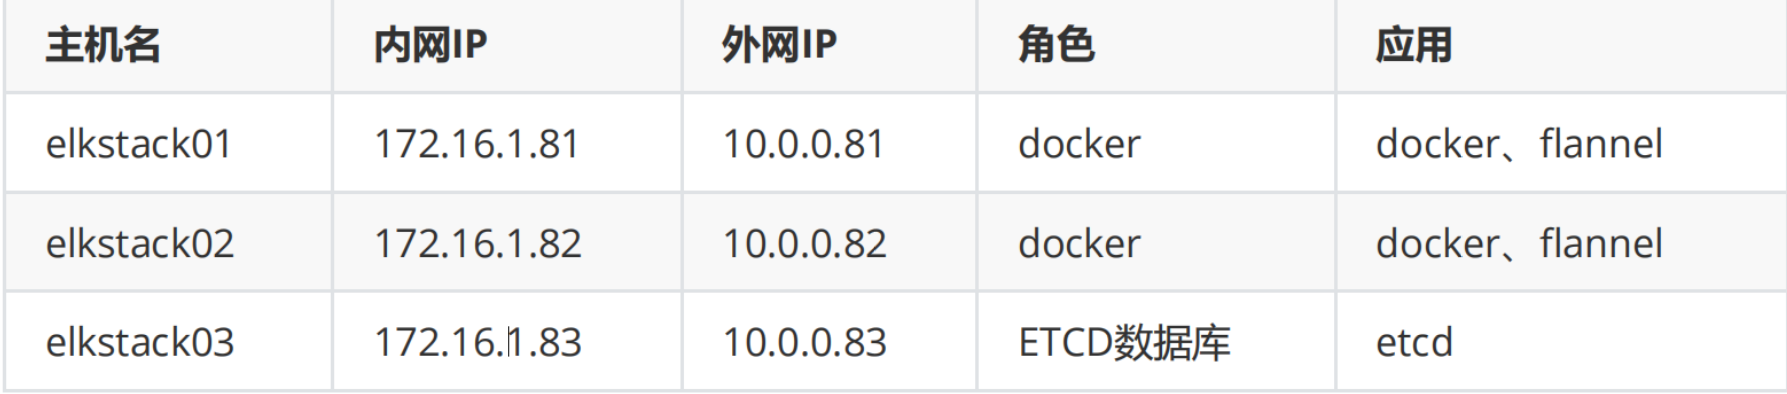 主机名 内网IP 外网IP 角色 应用
elkstack01 172.16.1.81 10.0.0.81 docker docker、flannel
elkstack02 172.16.1.82 10.0.0.82 docker docker、flannel
elkstack03 172.16.1.83 10.0.0.83 ETCD数据库 etcd